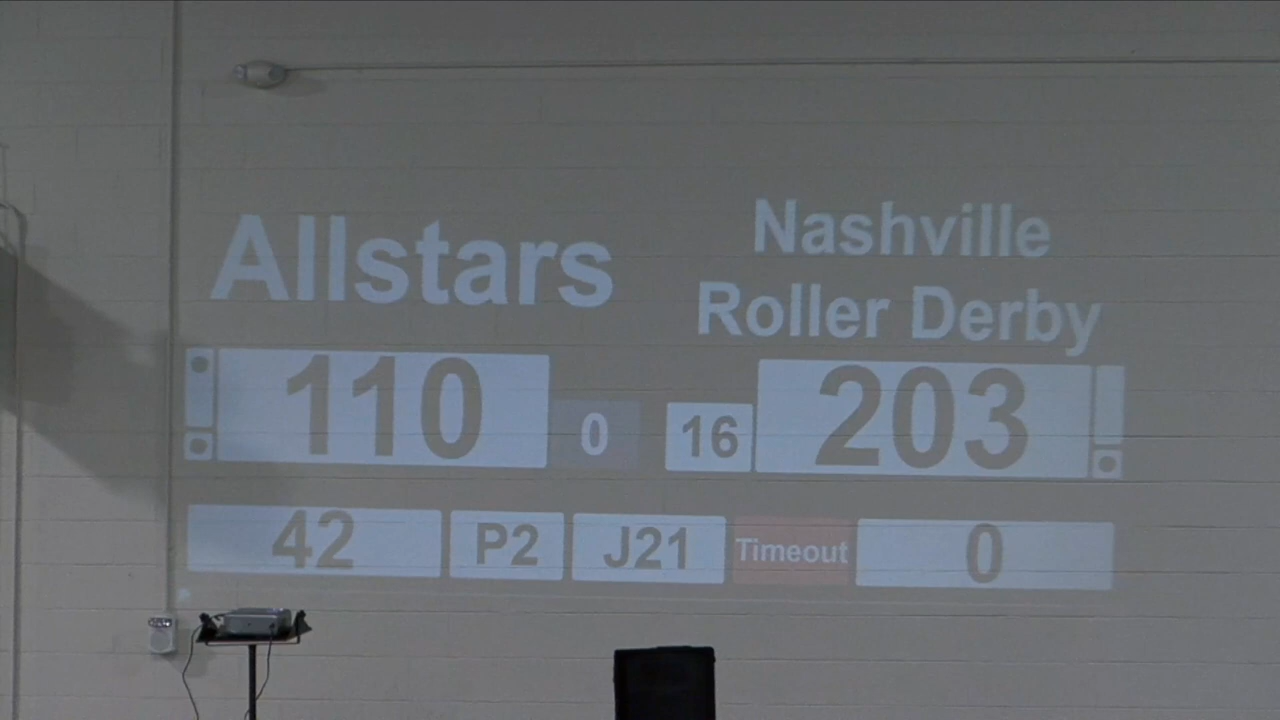 Allstars
Nashville
Roller Derby
110 0 16 203
42 P2 J21 Timeout 0